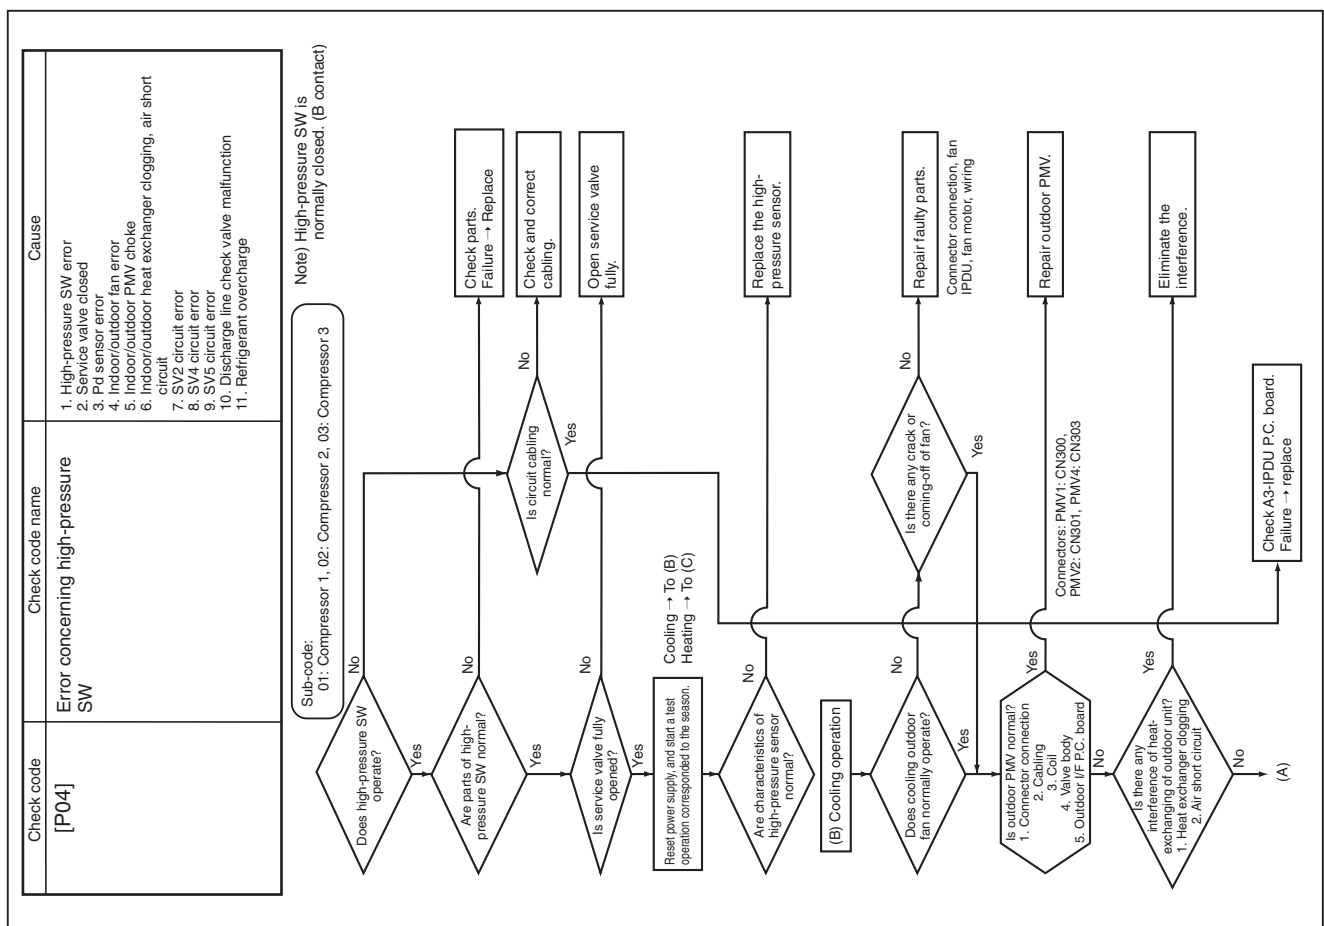 Check code
Check code name
Cause
[P04]
Error concerning high-pressure
SW
1. High-pressure SW error
2. Service valve closed
3. Pd sensor error
4. Indoor/outdoor fan error
5. Indoor/outdoor PMV choke
6. Indoor/outdoor heat exchanger clogging, air short
circuit
7. SV2 circuit error
8. SV4 circuit error
9. SV5 circuit error
10. Discharge line check valve malfunction
11. Refrigerant overcharge
Sub-code:
01: Compressor 1, 02: Compressor 2, 03: Compressor 3
Note) High-pressure SW is
normally closed. (B contact)
Does high-pressure SW
operate?
No
Yes
Is circuit cabling
normal?
No
Yes
Check and correct
cabling.
Are parts of high-
pressure SW normal?
No
Yes
Check parts.
Failure → Replace
Is service valve fully
opened?
No
Yes
Open service valve
fully.
Reset power supply, and start a test
operation corresponded to the season.
Cooling → To (B)
Heating → To (C)
Are characteristics of
high-pressure sensor
normal?
No
Replace the high-
pressure sensor.
(B) Cooling operation
Does cooling outdoor
fan normally operate?
No
Yes
Is there any crack or
coming-off of fan?
No
Yes
Repair faulty parts.
Connector connection, fan
IPDU, fan motor, wiring
Is outdoor PMV normal?
1. Connector connection
2. Cabling
3. Coil
4. Valve body
5. Outdoor I/F P.C. board
Yes
No
Connectors: PMV1: CN300,
PMV2: CN301, PMV4: CN303
Repair outdoor PMV.
Is there any
interference of heat-
exchanging of outdoor unit?
1. Heat exchanger clogging
2. Air short circuit
Yes
No
Eliminate the
interference.
Check A3-IPDU P.C. board.
Failure → replace
(A)